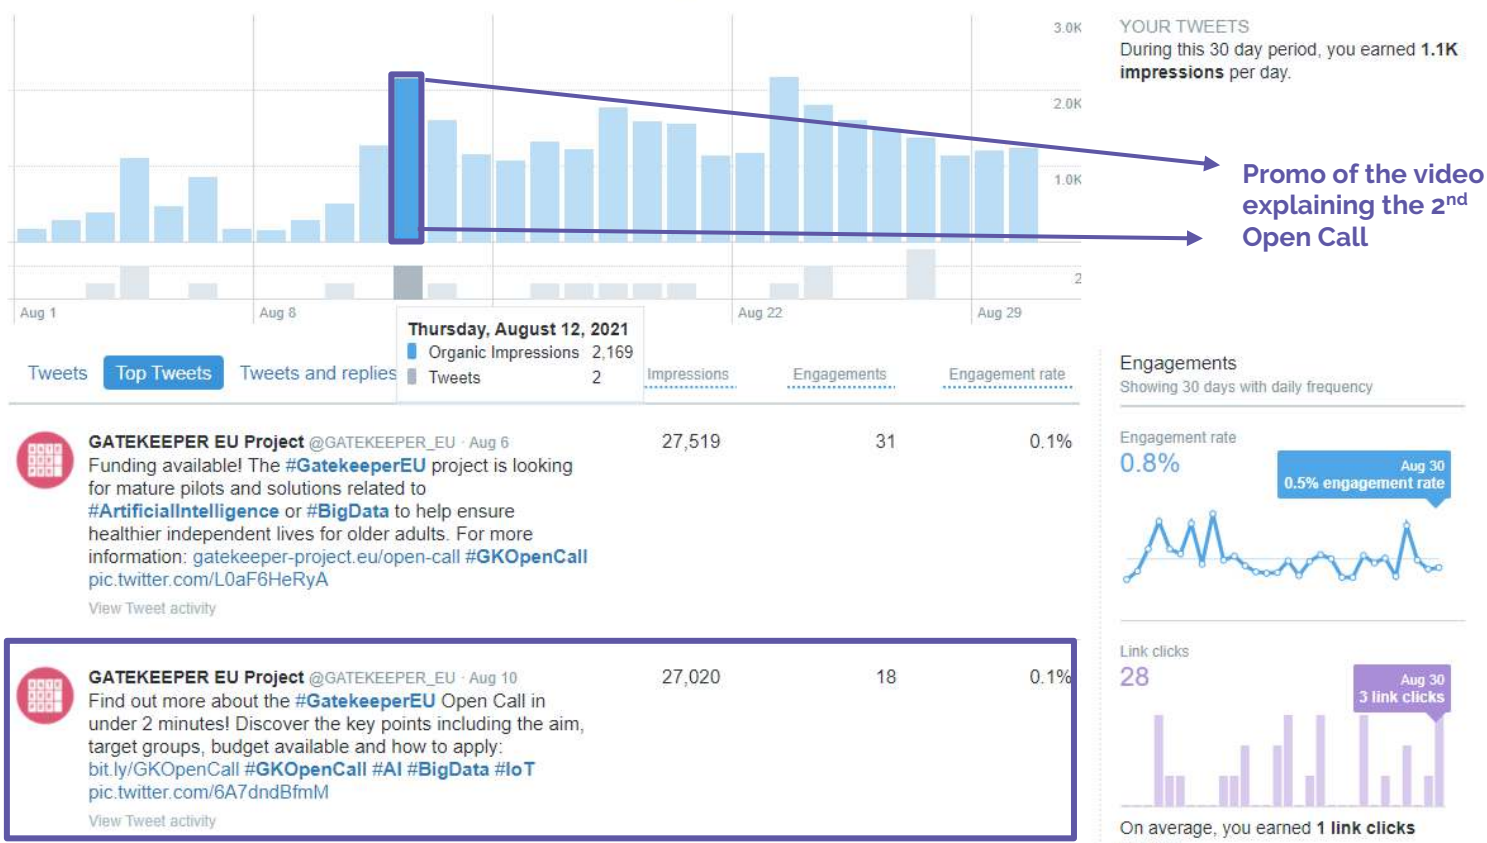 3.0K
2.0K
1.0K
2
Aug 1
Aug 8
Aug 22
Aug 29
Thursday, August 12, 2021
Organic Impressions 2,169
Tweets 2
YOUR TWEETS
During this 30 day period, you earned 1.1K
impressions per day.
Promo of the video
explaining the 2nd
Open Call
Tweets Top Tweets Tweets and replies Impressions Engagements Engagement rate
GATEKEEPER EU Project @GATEKEEPER_EU · Aug 6 27,519 31 0.1%
Funding available! The #GatekeeperEU project is looking
for mature pilots and solutions related to
#ArtificialIntelligence or #BigData to help ensure
healthier independent lives for older adults. For more
information: gatekeeper-project.eu/open-call #GKOpenCall
pic.twitter.com/L0aF6HeRyA
View Tweet activity
GATEKEEPER EU Project @GATEKEEPER_EU · Aug 10 27,020 18 0.1%
Find out more about the #GatekeeperEU Open Call in
under 2 minutes! Discover the key points including the aim,
target groups, budget available and how to apply:
bit.ly/GKOpenCall #GKOpenCall #AI #BigData #IoT
pic.twitter.com/6A7dndBfmM
View Tweet activity
Engagements
Showing 30 days with daily frequency
Engagement rate
0.8%
Aug 30
0.5% engagement rate
Link clicks
28
Aug 30
3 link clicks
On average, you earned 1 link clicks